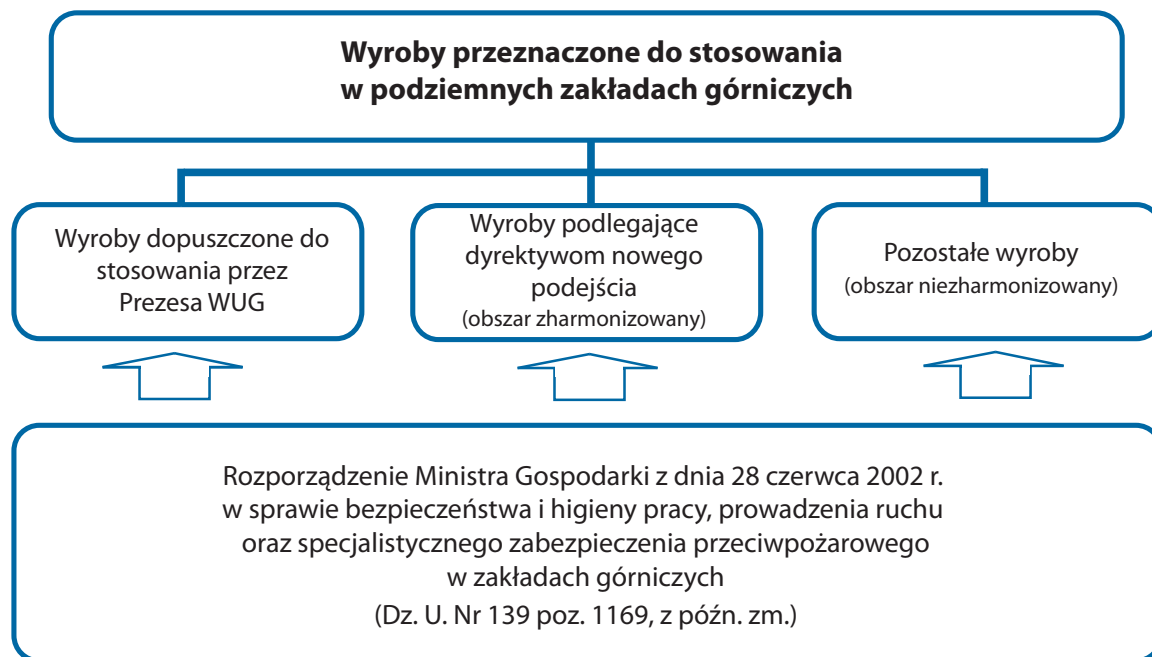 Wyroby przeznaczone do stosowania
w podziemnych zakładach górniczych
Wyroby dopuszczone do
stosowania przez
Prezesa WUG
Wyroby podlegające
dyrektywom nowego
podejścia
(obszar zharmonizowany)
Pozostałe wyroby
(obszar niezharmonizowany)
Rozporządzenie Ministra Gospodarki z dnia 28 czerwca 2002 r.
w sprawie bezpieczeństwa i higieny pracy, prowadzenia ruchu
oraz specjalistycznego zabezpieczenia przeciwpożarowego
w zakładach górniczych
(Dz. U. Nr 139 poz. 1169, z późn. zm.)